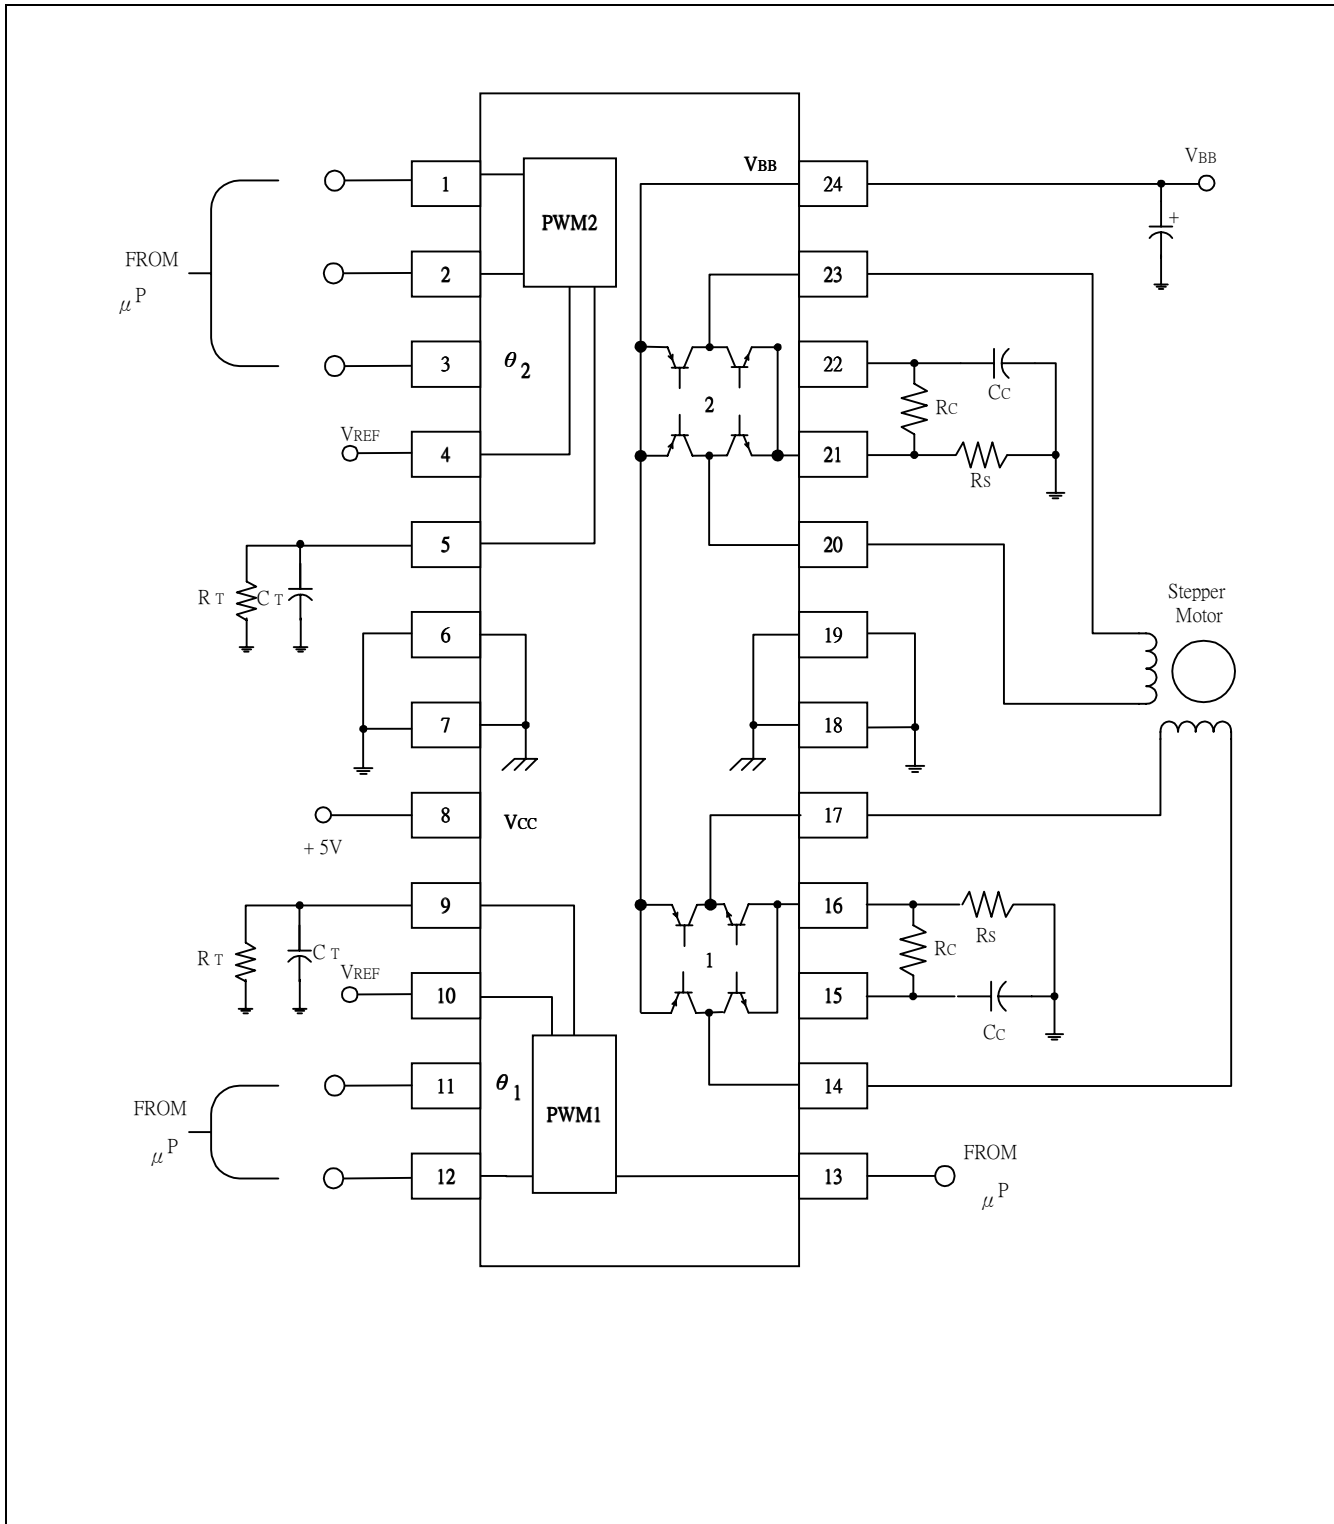 VBB
VBB
1
24
PWM2
+
2
23
FROM
μP
3
θ2
22
CC
RC
2
VREF
4
21
RS
5
20
RT
CT
Stepper
Motor
6
19
7
18
8
VCC
17
+ 5V
9
16
RS
RC
RT
CT
VREF
1
10
15
CC
11
θ1
14
FROM
μP
PWM1
12
13
FROM
μP